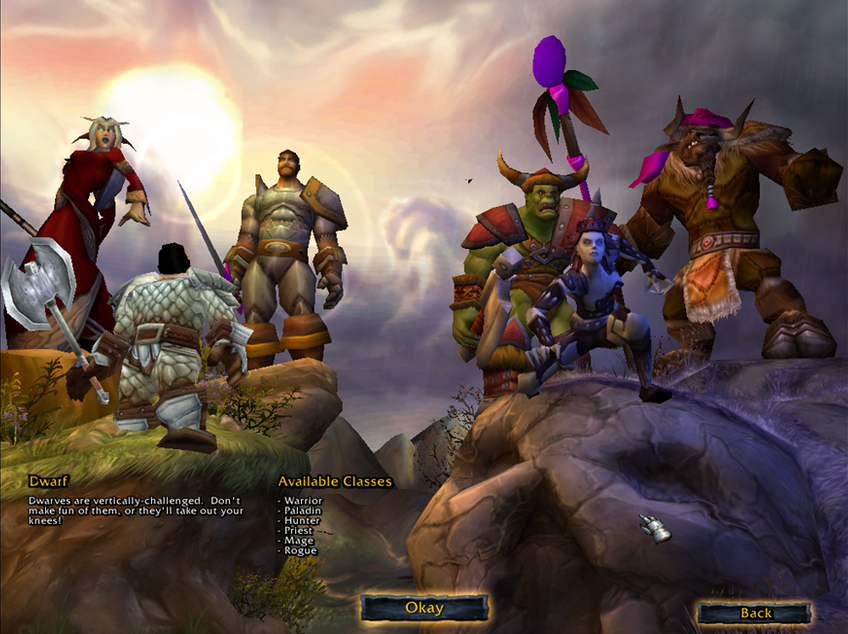 Dwarf
Dwarves are vertically-challenged. Don't
make fun of them, or they'll take out your
knees!
Available Classes
- Warrior
- Paladin
- Hunter
- Priest
- Mage
- Rogue
Okay
Back